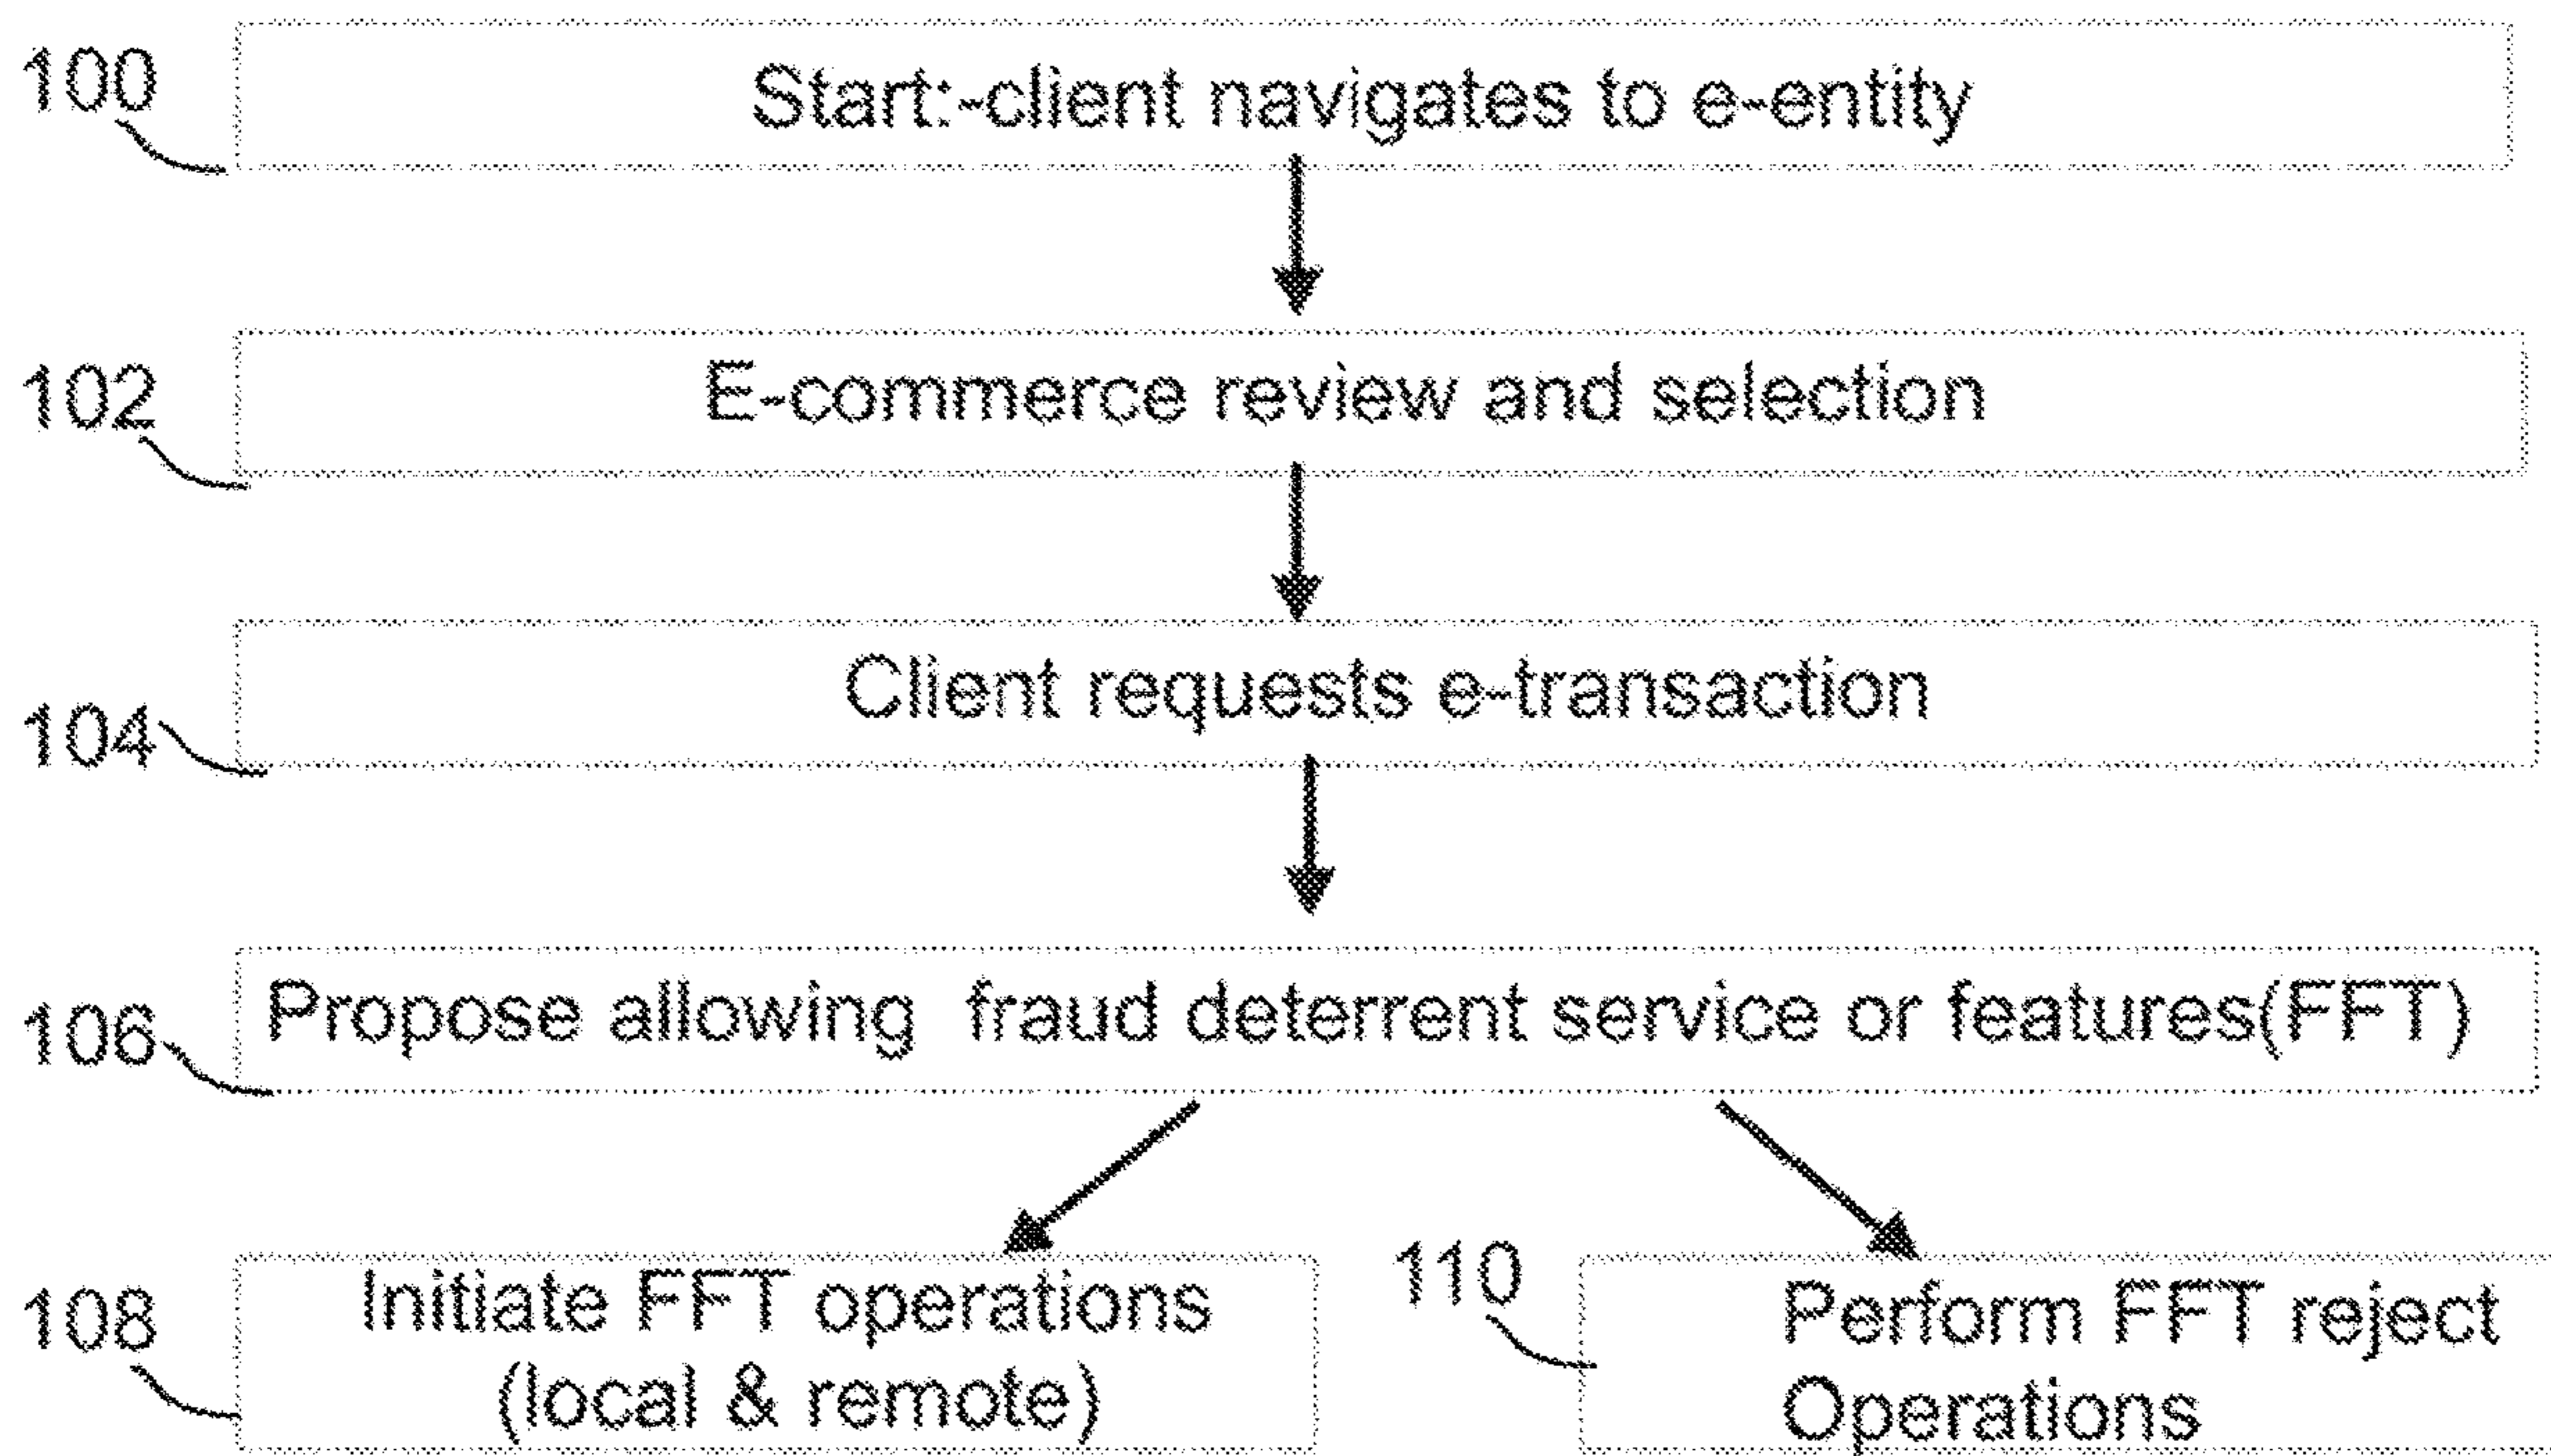 100
Start:-client navigates to e-entity
102
E-commerce review and selection
104
Client requests e-transaction
106
Propose allowing fraud deterrent service or features(FFT)
108
Initiate FFT operations
(local & remote)
110
Perform FFT reject
Operations